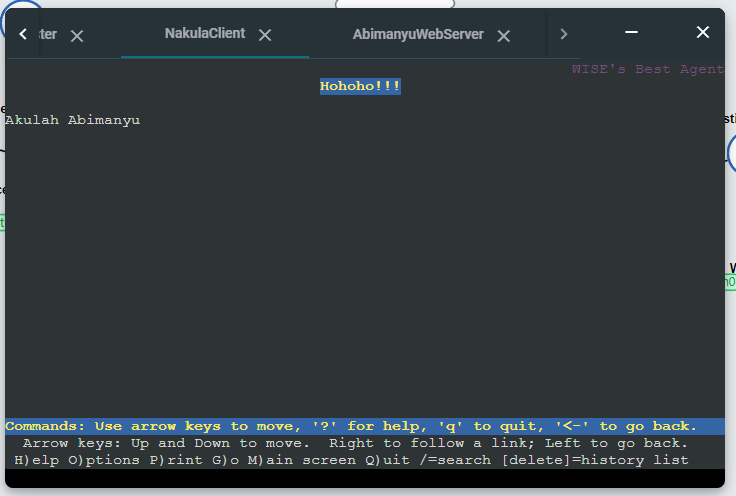 ter NakulaClient AbimanyuWebServer
WISE's Best Agent
Hohoho!!!
Akulah Abimanyu
Commands: Use arrow keys to move, '?' for help, 'q' to quit, '<-' to go back.
Arrow keys: Up and Down to move. Right to follow a link; Left to go back.
H)elp O)ptions P)rint G)o M)ain screen Q)uit /=search [delete]=history list